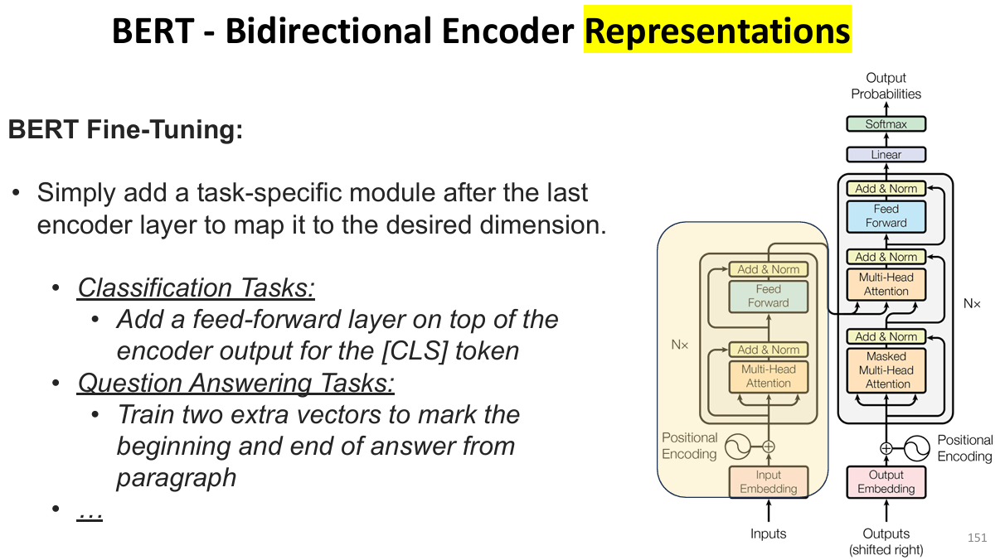 BERT - Bidirectional Encoder Representations
BERT Fine-Tuning:
• Simply add a task-specific module after the last
encoder layer to map it to the desired dimension.
• Classification Tasks:
• Add a feed-forward layer on top of the
encoder output for the [CLS] token
• Question Answering Tasks:
• Train two extra vectors to mark the
beginning and end of answer from
paragraph
• …
Output
Probabilities
Softmax
Linear
Add & Norm
Feed
Forward
Add & Norm
Multi-Head
Attention
Nx
Add & Norm
Masked
Multi-Head
Attention
Positional
Encoding
Output
Embedding
Outputs
(shifted right)
Add & Norm
Feed
Forward
Nx
Add & Norm
Multi-Head
Attention
Positional
Encoding
Input
Embedding
Inputs
151